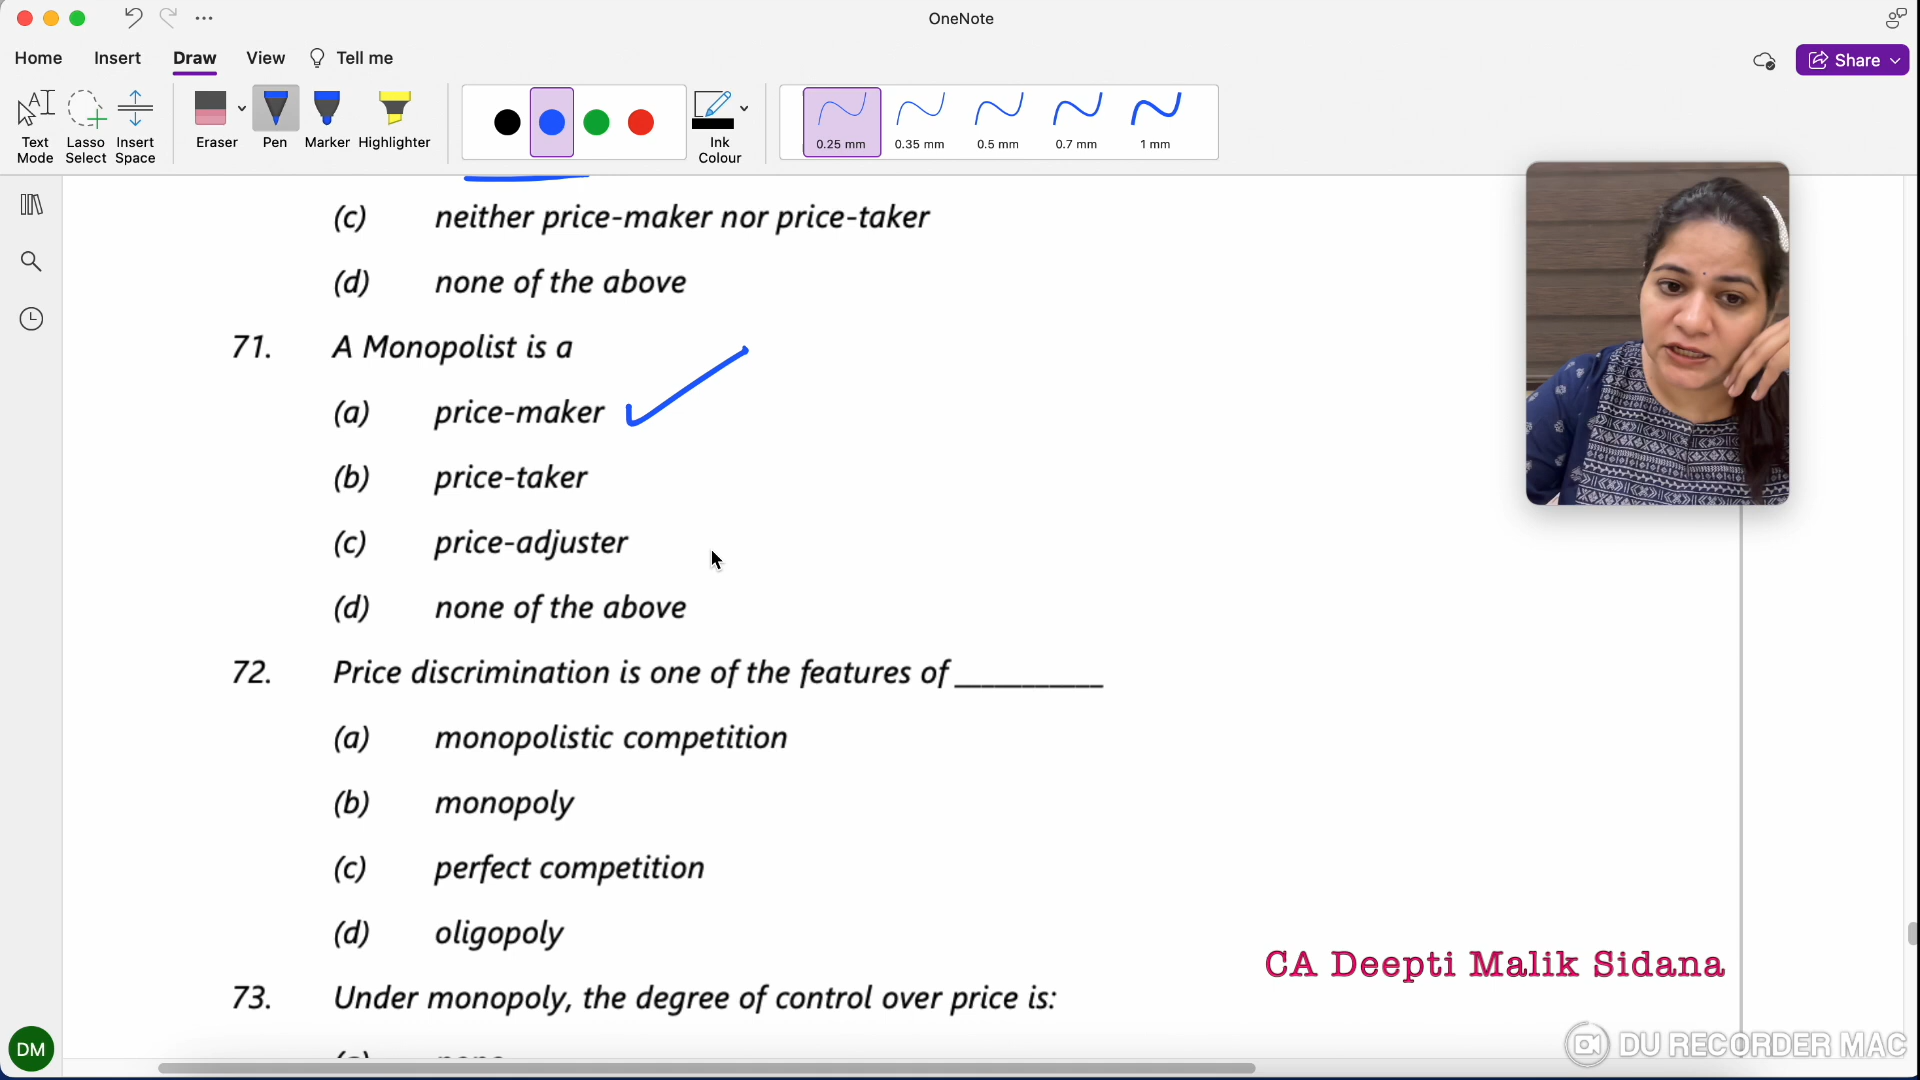 OneNote
Home Insert Draw View Tell me
Share
Text Mode
Lasso Select
Insert Space
Eraser
Pen
Marker
Highlighter
Ink Colour
0.25 mm
0.35 mm
0.5 mm
0.7 mm
1 mm
(c) neither price-maker nor price-taker
(d) none of the above
71. A Monopolist is a
(a) price-maker
(b) price-taker
(c) price-adjuster
(d) none of the above
72. Price discrimination is one of the features of ___________
(a) monopolistic competition
(b) monopoly
(c) perfect competition
(d) oligopoly
CA Deepti Malik Sidana
73. Under monopoly, the degree of control over price is:
DM
DU RECORDER MAC